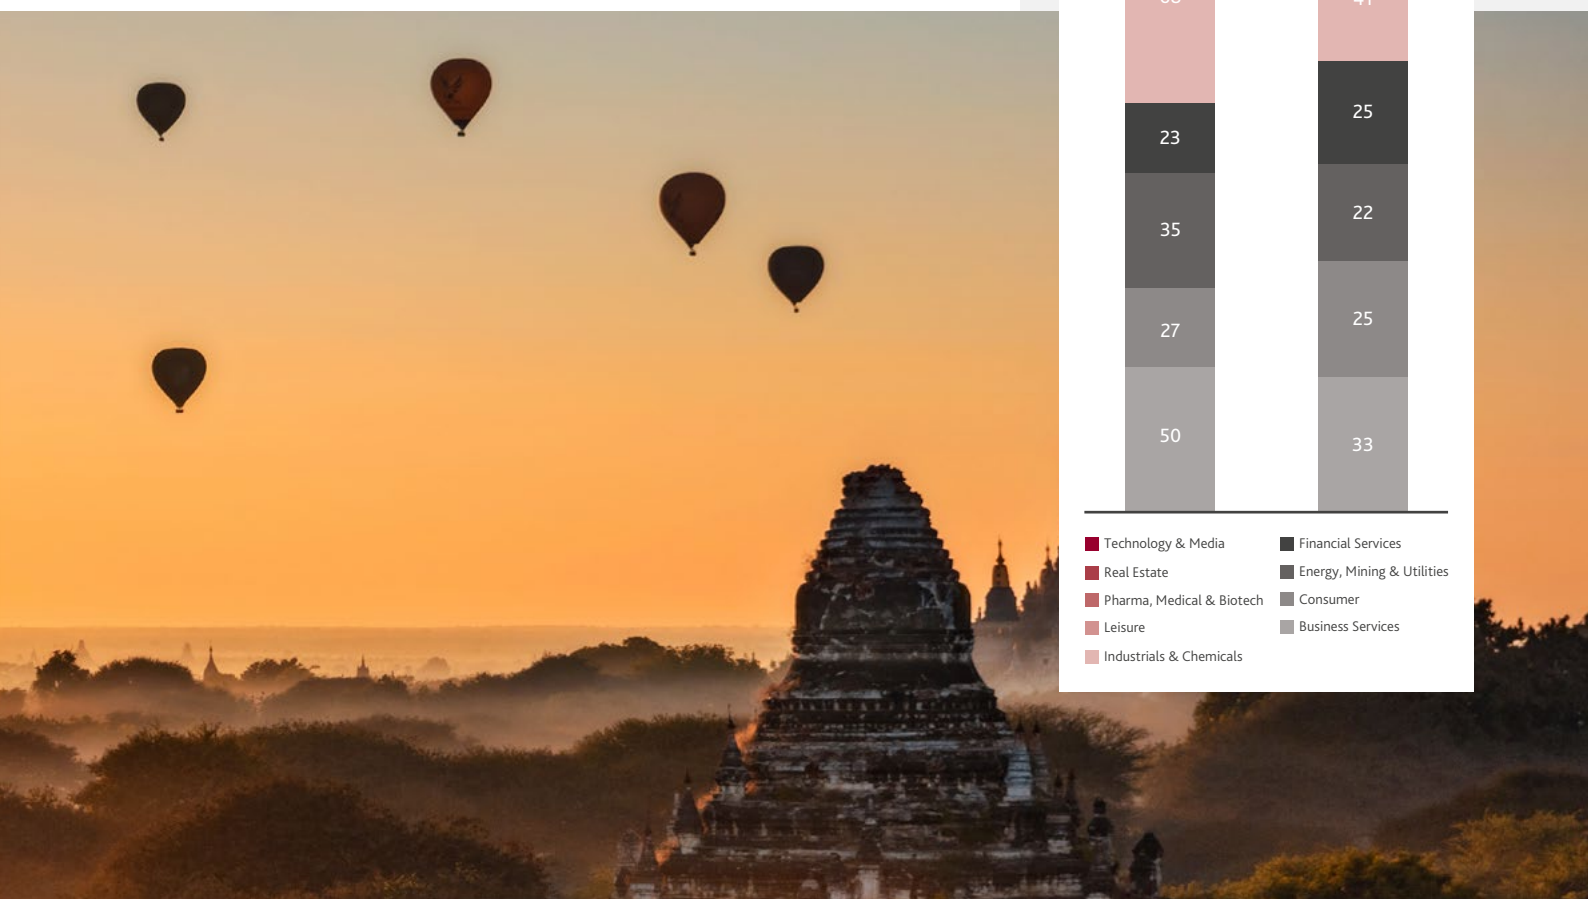 23
35
27
50
25
22
25
33
Technology & Media
Real Estate
Pharma, Medical & Biotech
Leisure
Industrials & Chemicals
Financial Services
Energy, Mining & Utilities
Consumer
Business Services